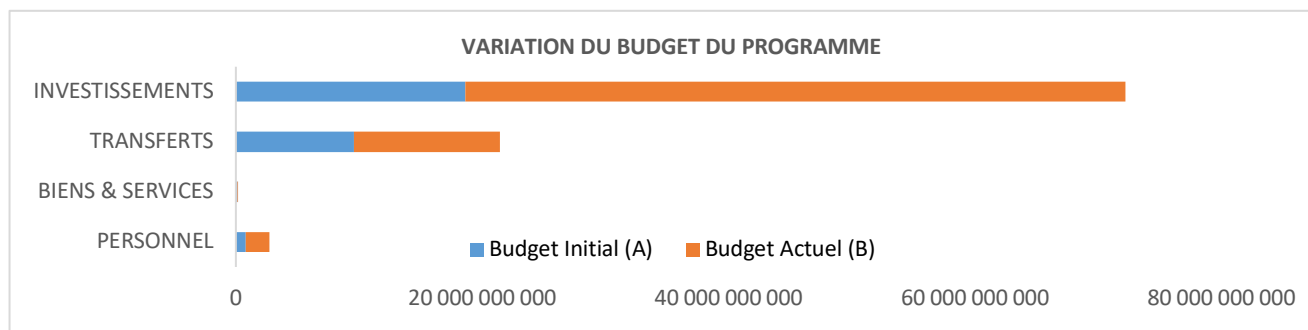 VARIATION DU BUDGET DU PROGRAMME
INVESTISSEMENTS
TRANSFERTS
BIENS & SERVICES
PERSONNEL
Budget Initial (A) Budget Actuel (B)
0 20 000 000 000 40 000 000 000 60 000 000 000 80 000 000 000